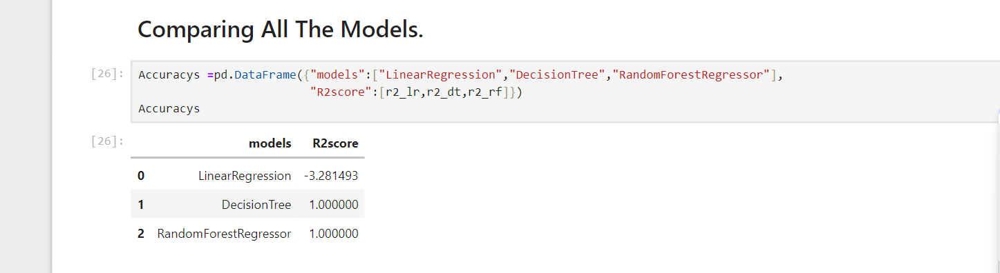 Comparing All The Models.
[26]: Accuracys =pd.DataFrame({"models":["LinearRegression","DecisionTree","RandomForestRegressor"],
"R2score":[r2_lr,r2_dt,r2_rf]})
Accuracys
[26]: models R2score
0 LinearRegression -3.281493
1 DecisionTree 1.000000
2 RandomForestRegressor 1.000000